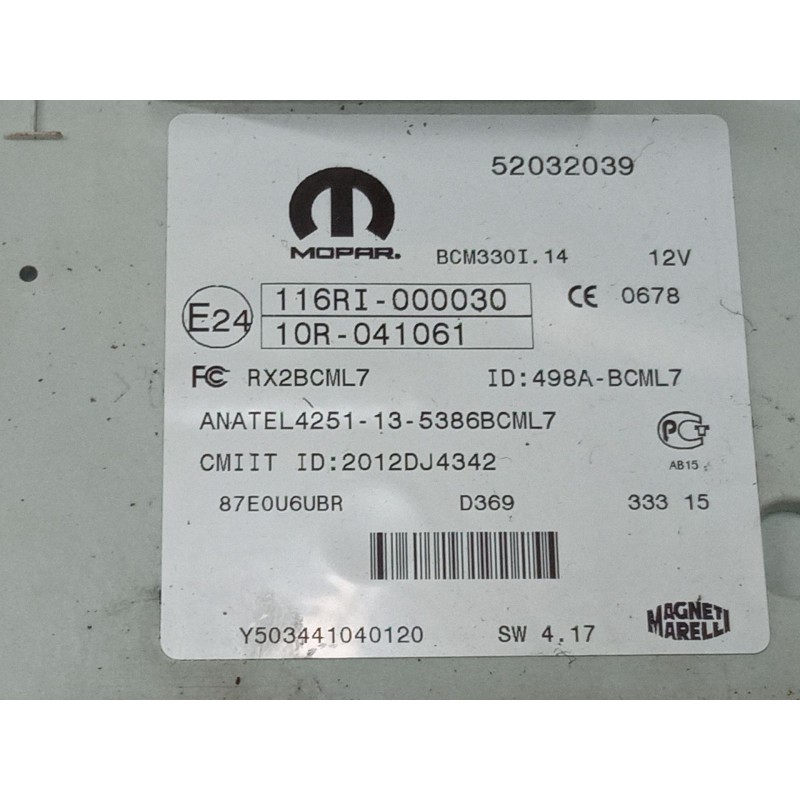 52032039
MOPAR.
BCM330I.14 12V
E24 116RI-000030 CE 0678
10R-041061
FC RX2BCML7 ID:498A-BCML7
ANATEL4251-13-5386BCML7
PCT
CMIIT ID:2012DJ4342 AB15
87E0U6UBR D369 333 15
Y503441040120 SW 4.17
MAGNETI
MARELLI